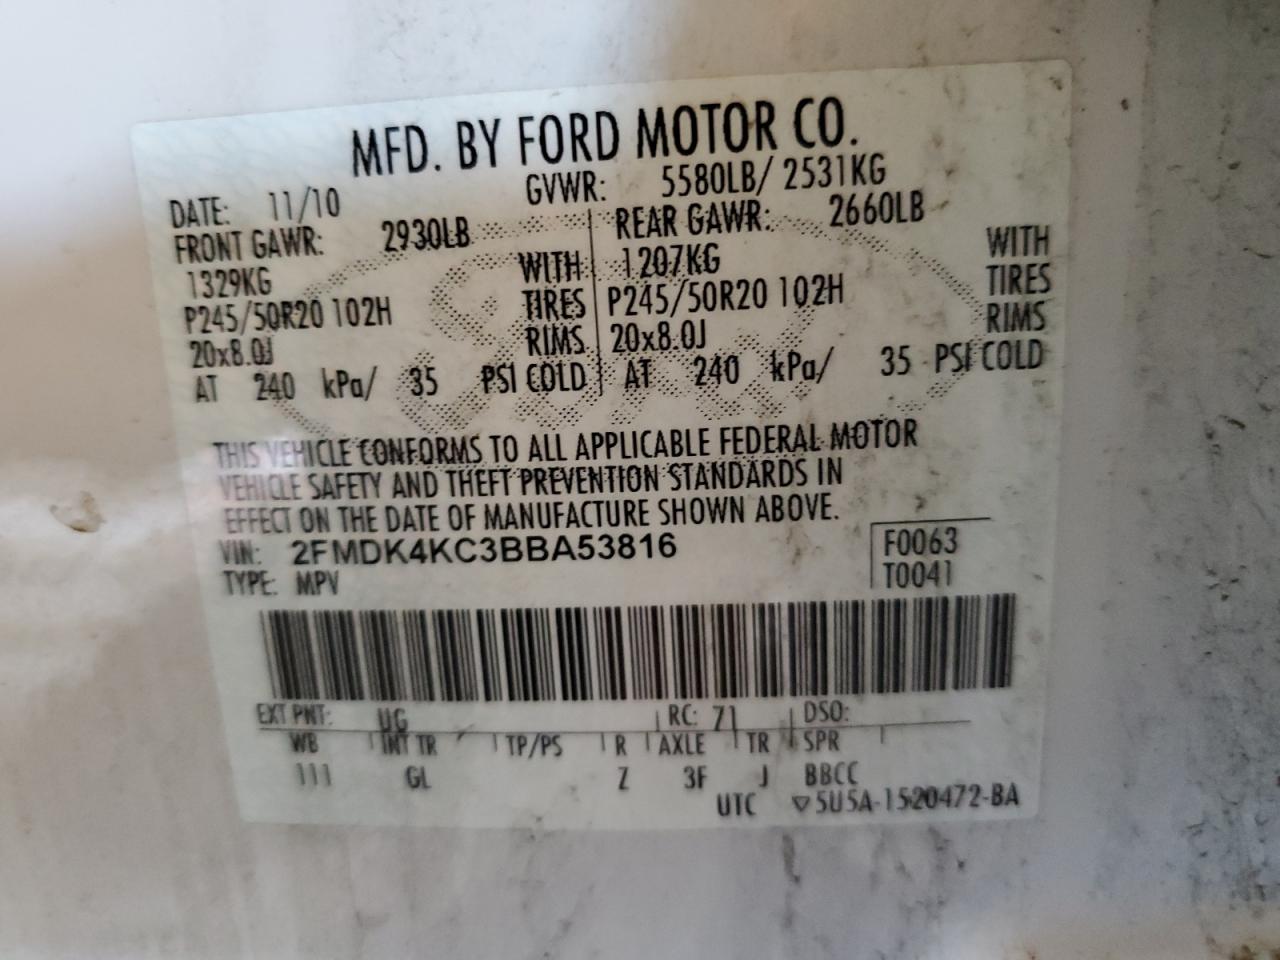 MFD. BY FORD MOTOR CO.
DATE: 11/10 GVWR: 5580LB/ 2531KG
FRONT GAWR: 2930LB REAR GAWR: 2660LB
1329KG WITH 1207KG WITH
P245/50R20 102H TIRES P245/50R20 102H TIRES
20x8.0J RIMS 20x8.0J RIMS
AT 240 kPa/ 35 PSI COLD AT 240 kPa/ 35 PSI COLD
THIS VEHICLE CONFORMS TO ALL APPLICABLE FEDERAL MOTOR
VEHICLE SAFETY AND THEFT PREVENTION STANDARDS IN
EFFECT ON THE DATE OF MANUFACTURE SHOWN ABOVE.
VIN: 2FMDK4KC3BBA53816 F0063
TYPE: MPV T0041
EXT PNT: UG RC: 71 DSO:
WB INT TR TP/PS R AXLE TR SPR
111 GL Z 3F J BBCC
UTC ▽5U5A-1520472-BA